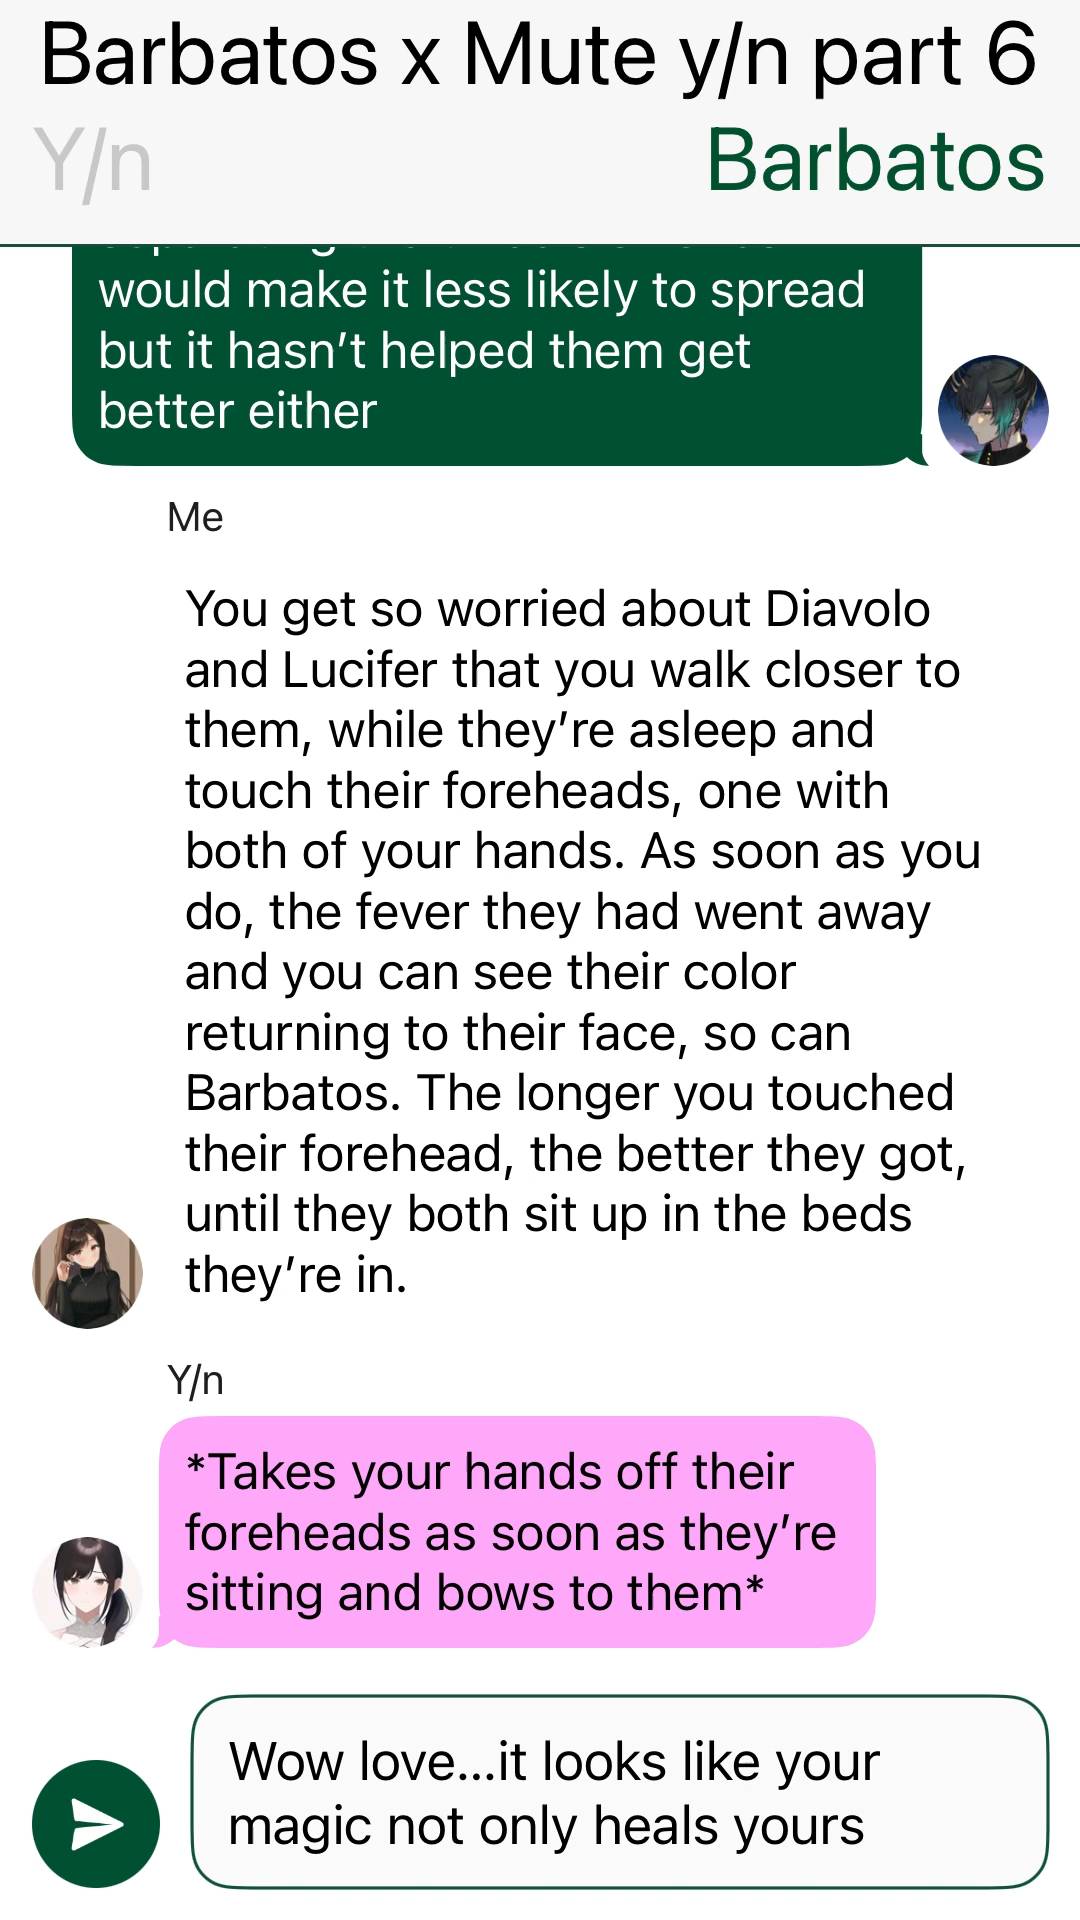 Barbatos x Mute y/n part 6
Y/n
Barbatos
would make it less likely to spread
but it hasn’t helped them get
better either
Me
You get so worried about Diavolo
and Lucifer that you walk closer to
them, while they’re asleep and
touch their foreheads, one with
both of your hands. As soon as you
do, the fever they had went away
and you can see their color
returning to their face, so can
Barbatos. The longer you touched
their forehead, the better they got,
until they both sit up in the beds
they’re in.
Y/n
*Takes your hands off their
foreheads as soon as they’re
sitting and bows to them*
Wow love...it looks like your
magic not only heals yours